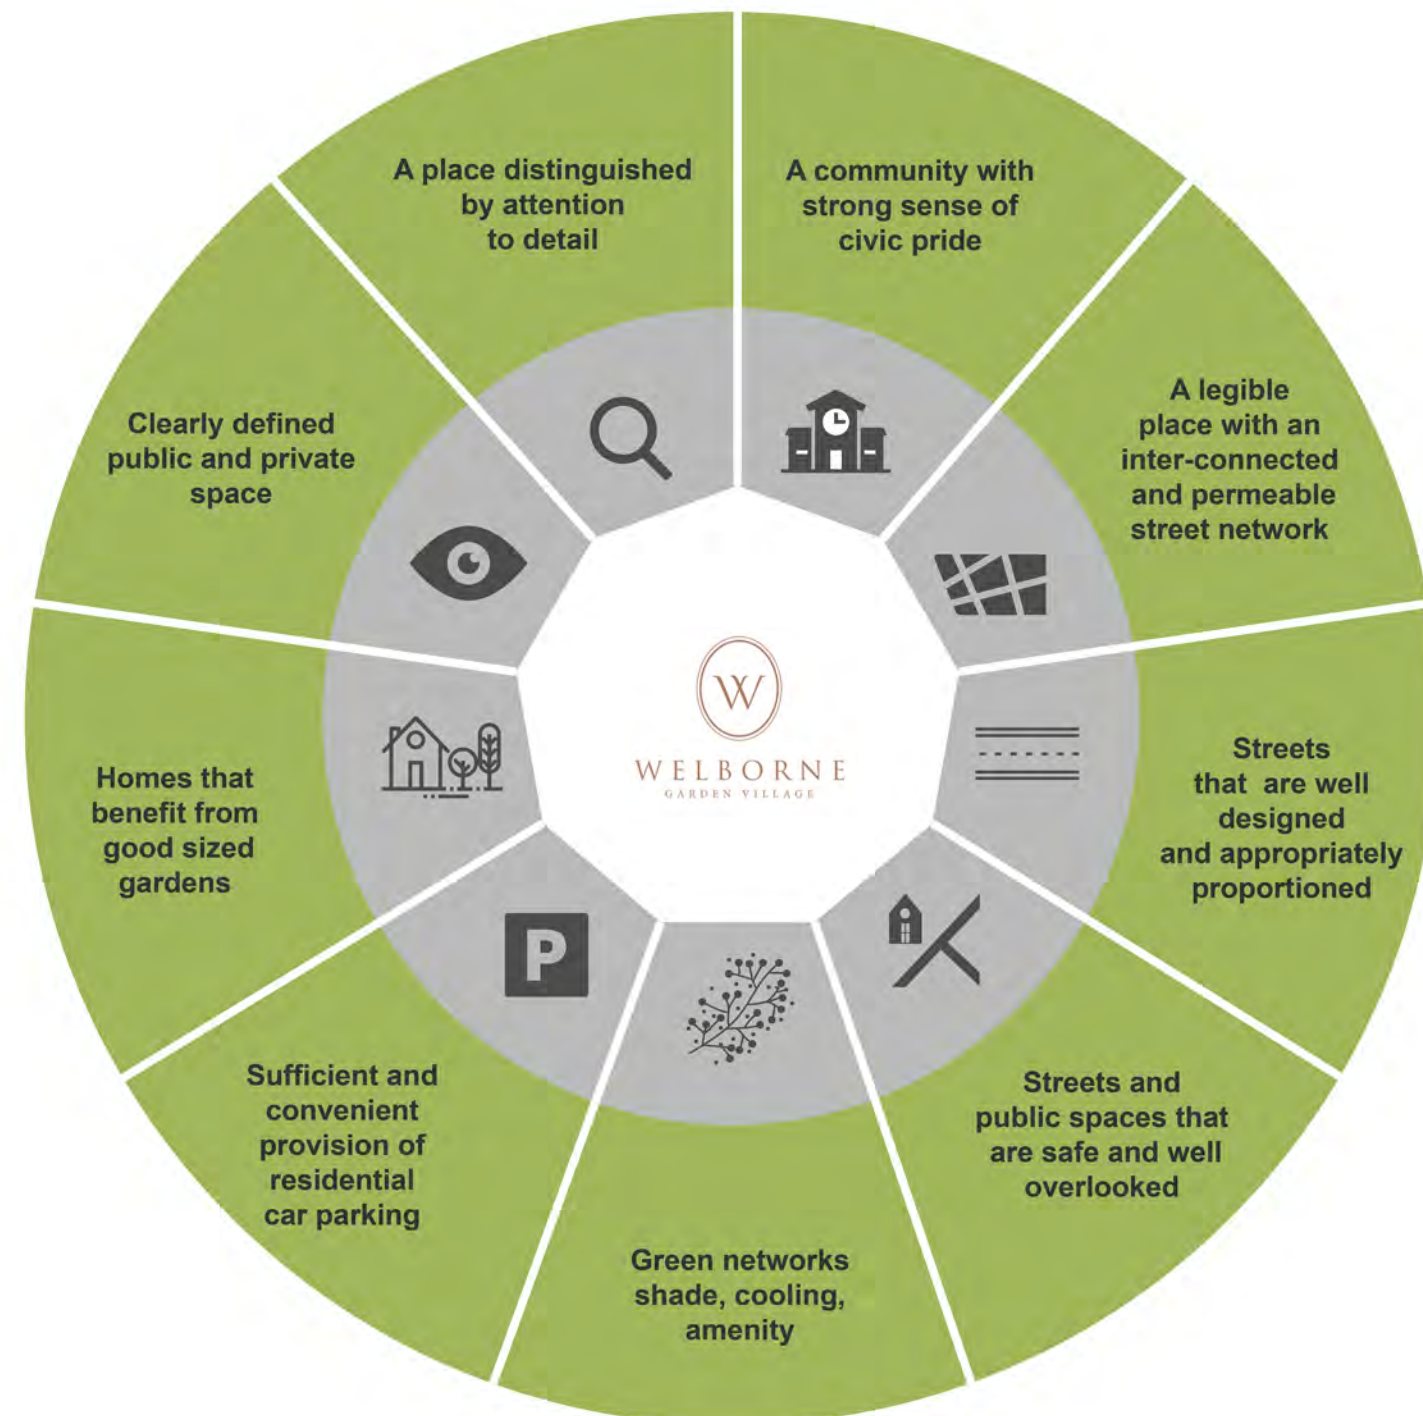 A place distinguished
by attention
to detail
A community with
strong sense of
civic pride
A legible
place with an
inter-connected
and permeable
street network
Streets
that are well
designed
and appropriately
proportioned
Streets and
public spaces that
are safe and well
overlooked
Green networks
shade, cooling,
amenity
Sufficient and
convenient
provision of
residential
car parking
P
Homes that
benefit from
good sized
gardens
Clearly defined
public and private
space
W
WELBORNE
GARDEN VILLAGE